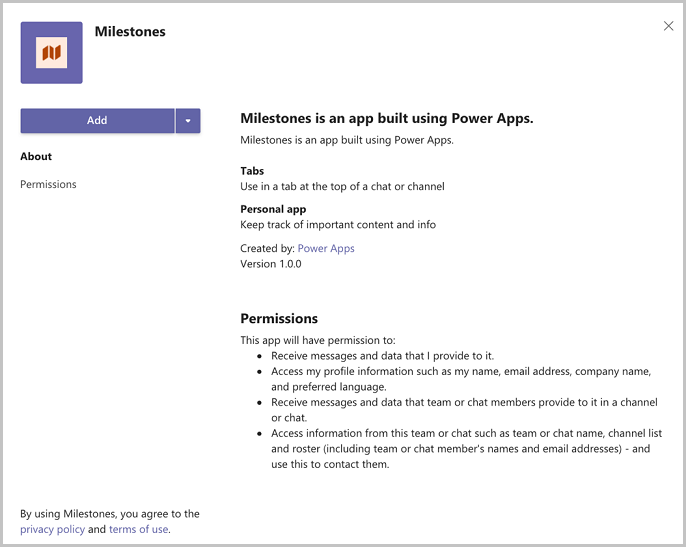 Milestones
Add
About
Permissions
Milestones is an app built using Power Apps.
Milestones is an app built using Power Apps.
Tabs
Use in a tab at the top of a chat or channel
Personal app
Keep track of important content and info
Created by: Power Apps
Version 1.0.0
Permissions
This app will have permission to:
• Receive messages and data that I provide to it.
• Access my profile information such as my name, email address, company name,
and preferred language.
• Receive messages and data that team or chat members provide to it in a channel
or chat.
• Access information from this team or chat such as team or chat name, channel list
and roster (including team or chat member's names and email addresses) - and
use this to contact them.
By using Milestones, you agree to the
privacy policy and terms of use.